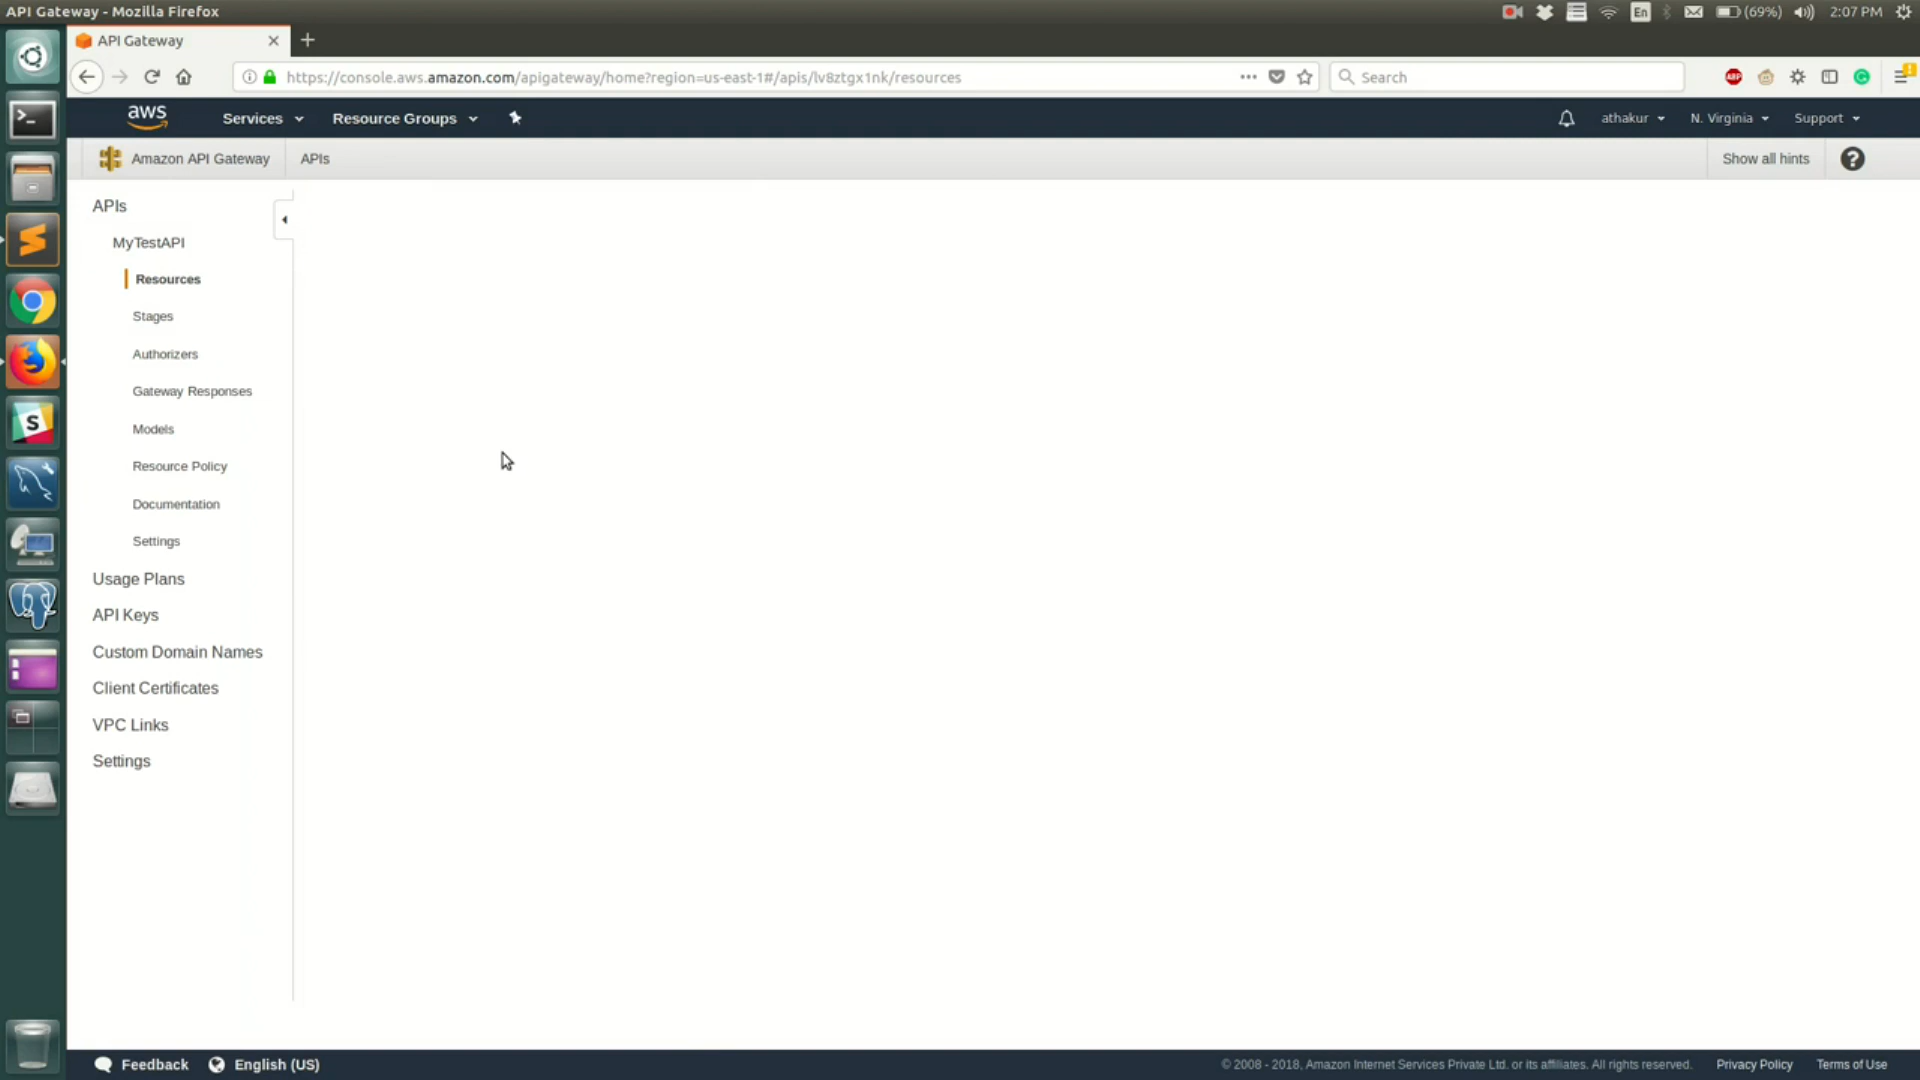 API Gateway - Mozilla Firefox
En
(69%)
2:07 PM
API Gateway
https://console.aws.amazon.com/apigateway/home?region=us-east-1#/apis/lv8ztgx1nk/resources
Search
ABP
aws
Services
Resource Groups
athakur
N. Virginia
Support
Amazon API Gateway
APIs
Show all hints
?
APIs
MyTestAPI
Resources
Stages
Authorizers
Gateway Responses
Models
Resource Policy
Documentation
Settings
Usage Plans
API Keys
Custom Domain Names
Client Certificates
VPC Links
Settings
S
Feedback
English (US)
© 2008 - 2018, Amazon Internet Services Private Ltd. or its affiliates. All rights reserved.
Privacy Policy
Terms of Use